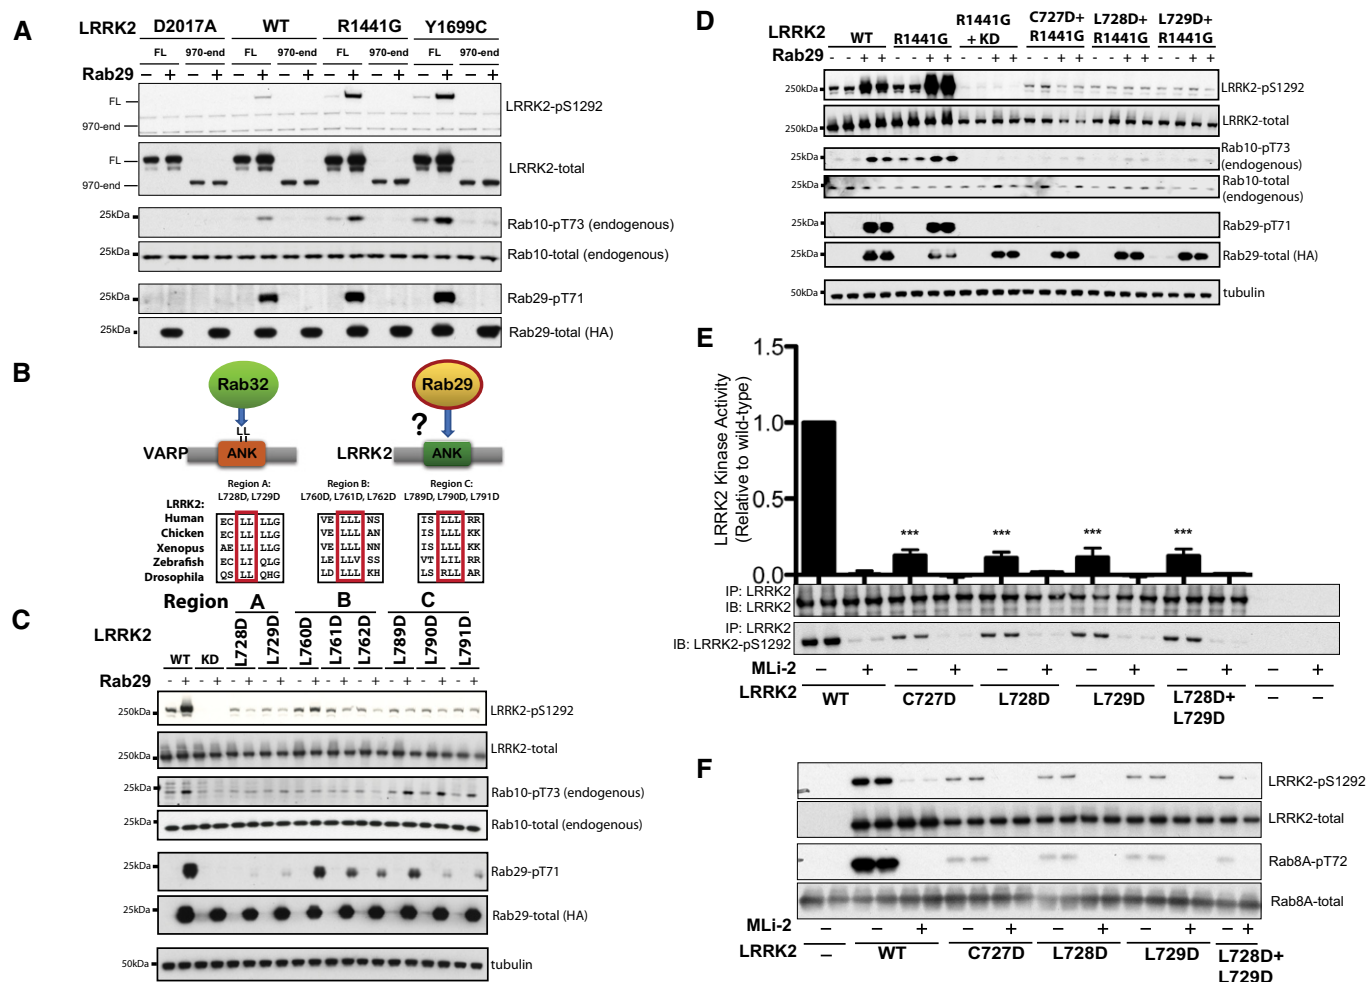 A
LRRK2 D2017A WT R1441G Y1699C
FL 970-end FL 970-end FL 970-end FL 970-end
Rab29 – + – + – + – + – + – + – + – +
FL
970-end
LRRK2-pS1292
FL
970-end
LRRK2-total
25kDa
Rab10-pT73 (endogenous)
25kDa
Rab10-total (endogenous)
25kDa
Rab29-pT71
25kDa
Rab29-total (HA)
B
Rab32
LL
VARP ANK
Rab29
?
LRRK2 ANK
Region A: Region B: Region C:
L728D, L729D L760D, L761D, L762D L789D, L790D, L791D
LRRK2:
Human EC LL LLG VE LLL NS IS LLL RR
Chicken EC LL LLG VE LLL AN IS LLL KK
Xenopus AE LL LLG VE LLL NN IS LLL KK
Zebrafish EC LI QLG LE LLV SS VT LIL RR
Drosophila QS LL QHG LD LLL KH LS RLL AR
C
Region A B C
LRRK2 WT KD L728D L729D L760D L761D L762D L789D L790D L791D
Rab29 - + - + - + - + - + - + - + - + - + - +
250kDa
LRRK2-pS1292
250kDa
LRRK2-total
25kDa
Rab10-pT73 (endogenous)
25kDa
Rab10-total (endogenous)
25kDa
Rab29-pT71
25kDa
Rab29-total (HA)
50kDa
tubulin
D
R1441G C727D+ L728D+ L729D+
LRRK2 WT R1441G + KD R1441G R1441G R1441G
Rab29 - - + + - - + + - - + + - - + + - - + + - - + +
250kDa
LRRK2-pS1292
250kDa
LRRK2-total
25kDa
Rab10-pT73
(endogenous)
25kDa
Rab10-total
(endogenous)
25kDa
Rab29-pT71
25kDa
Rab29-total (HA)
50kDa
tubulin
E
LRRK2 Kinase Activity
(Relative to wild-type)
1.5
1.0
0.5
0.0
*** *** *** ***
IP: LRRK2
IB: LRRK2
IP: LRRK2
IB: LRRK2-pS1292
MLi-2 – + – + – + – + – + – +
LRRK2 WT C727D L728D L729D L728D+ – –
L729D
F
LRRK2-pS1292
LRRK2-total
Rab8A-pT72
Rab8A-total
MLi-2 – – + – + – + – + – +
LRRK2 – WT C727D L728D L729D L728D+
L729D